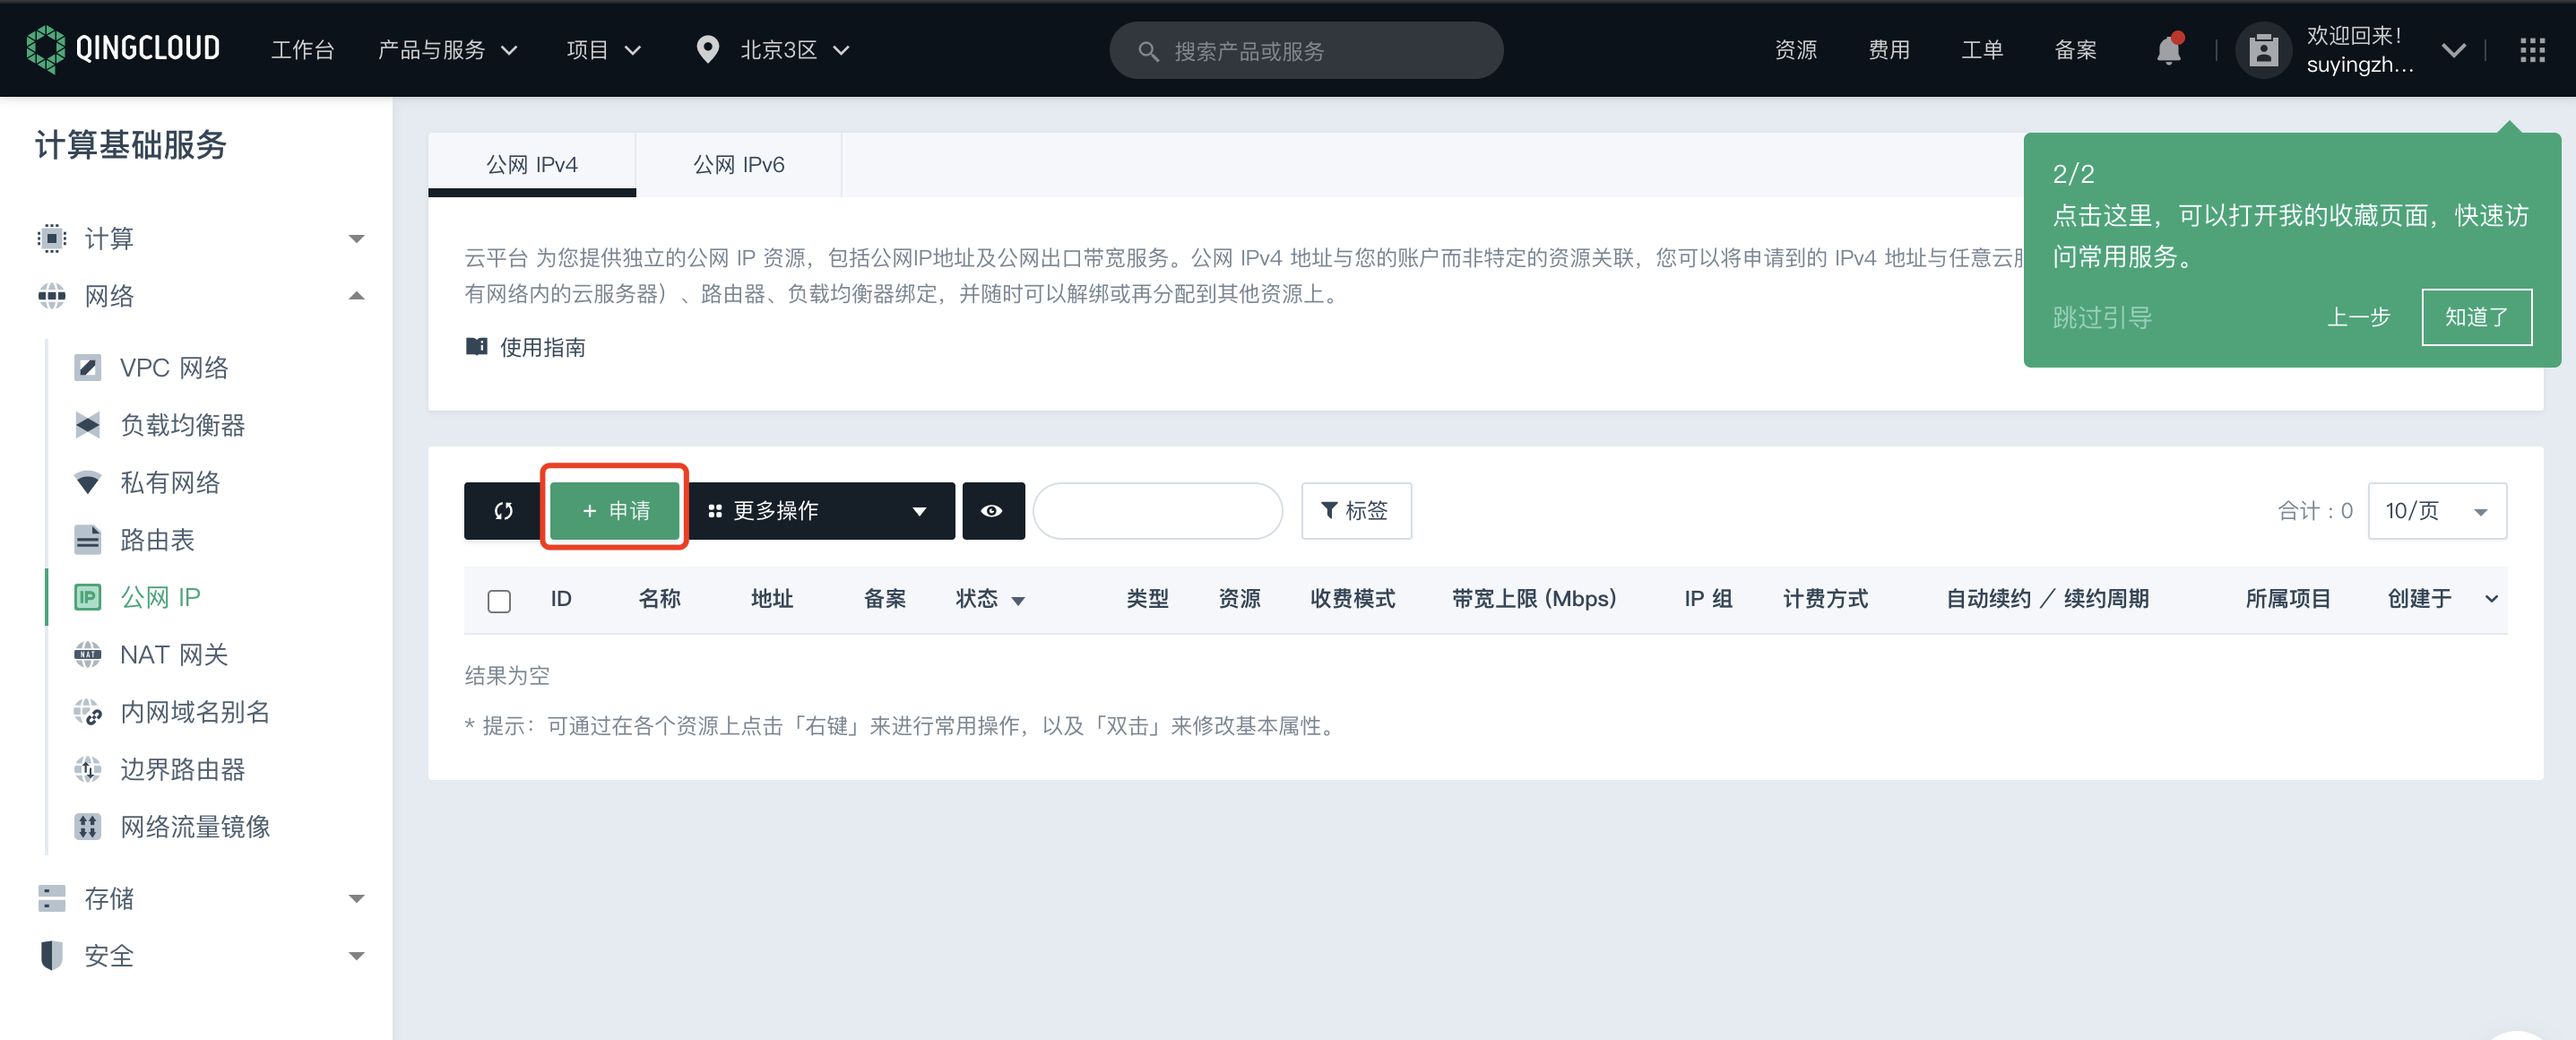 QINGCLOUD 工作台 产品与服务 项目 北京3区 搜索产品或服务 资源 费用 工单 备案 欢迎回来!
suyingzh...
计算基础服务
计算
网络
VPC 网络
负载均衡器
私有网络
路由表
IP 公网 IP
NAT NAT 网关
内网域名别名
边界路由器
网络流量镜像
存储
安全
公网 IPv4 公网 IPv6
云平台 为您提供独立的公网 IP 资源，包括公网IP地址及公网出口带宽服务。公网 IPv4 地址与您的账户而非特定的资源关联，您可以将申请到的 IPv4 地址与任意云
有网络内的云服务器）、路由器、负载均衡器绑定，并随时可以解绑或再分配到其他资源上。
使用指南
2/2
点击这里，可以打开我的收藏页面，快速访
问常用服务。
跳过引导 上一步 知道了
+ 申请 更多操作 标签 合计 : 0 10/页
ID 名称 地址 备案 状态 类型 资源 收费模式 带宽上限 (Mbps) IP 组 计费方式 自动续约 / 续约周期 所属项目 创建于
结果为空
* 提示：可通过在各个资源上点击「右键」来进行常用操作，以及「双击」来修改基本属性。